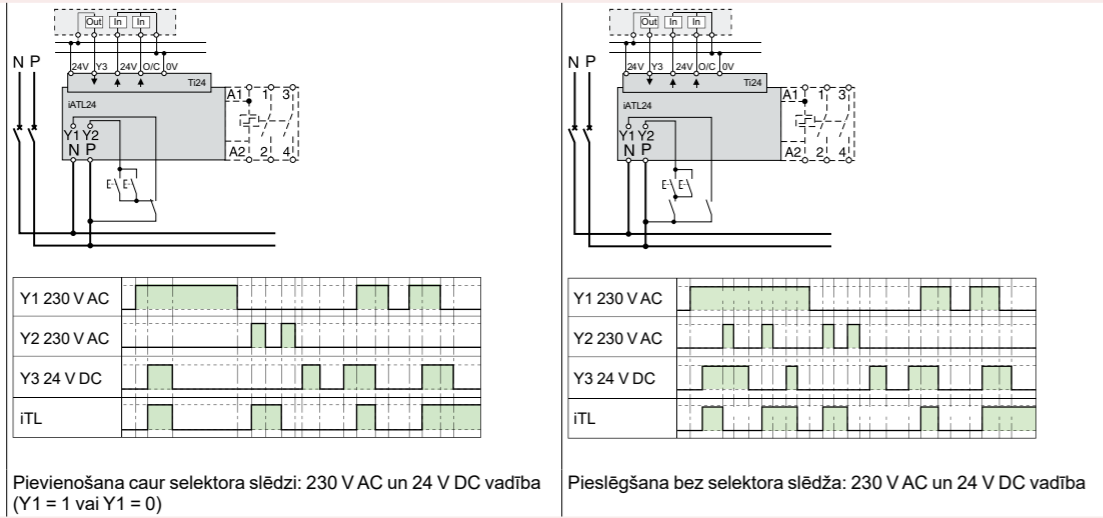 Out In In
N P
24V Y3 24V O/C 0V
Ti24
iATL24
A1 1 3
Y1 Y2
N P
A2 2 4
E- E-
Y1 230 V AC
Y2 230 V AC
Y3 24 V DC
iTL
Pievienošana caur selektora slēdzi: 230 V AC un 24 V DC vadība
(Y1 = 1 vai Y1 = 0)
Out In In
N P
24V Y3 24V O/C 0V
Ti24
iATL24
A1 1 3
Y1 Y2
N P
A2 2 4
E- E-
Y1 230 V AC
Y2 230 V AC
Y3 24 V DC
iTL
Pieslēgšana bez selektora slēdža: 230 V AC un 24 V DC vadība